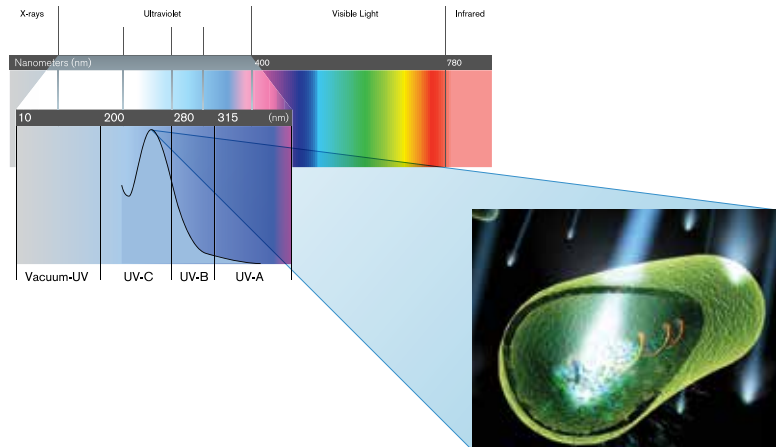 X-rays Ultraviolet Visible Light Infrared
Nanometers (nm) 400 780
10 200 280 315 (nm)
Vacuum-UV UV-C UV-B UV-A